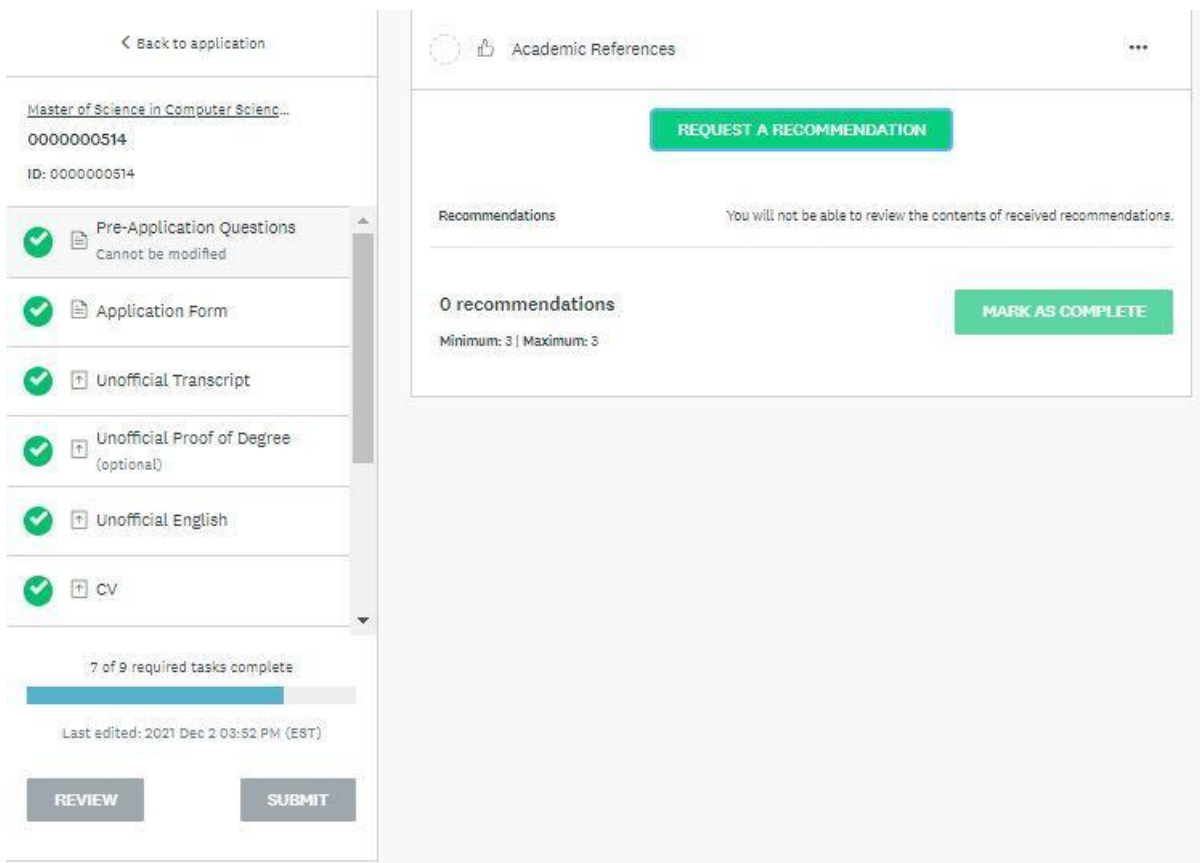 Back to application
Master of Science in Computer Scienc...
0000000514
ID: 0000000514
Pre-Application Questions
Cannot be modified
Application Form
Unofficial Transcript
Unofficial Proof of Degree
(optional)
Unofficial English
CV
7 of 9 required tasks complete
Last edited: 2021 Dec 2 03:52 PM (EST)
REVIEW
SUBMIT
Academic References
•••
REQUEST A RECOMMENDATION
Recommendations
You will not be able to review the contents of received recommendations.
0 recommendations
Minimum: 3 | Maximum: 3
MARK AS COMPLETE